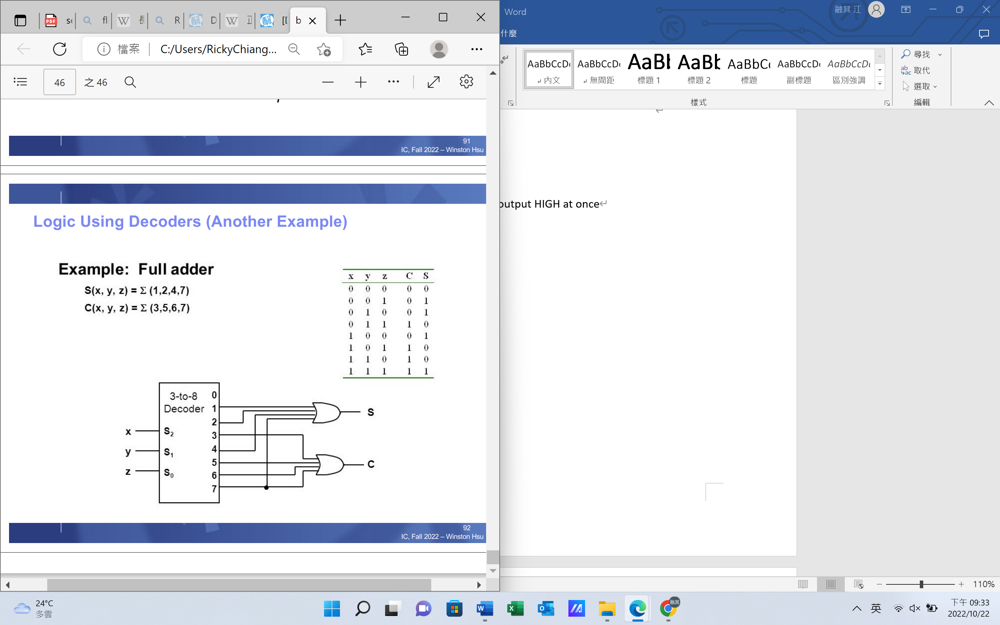 PDF
fl
W
R
D
W
b
檔案
C:/Users/RickyChiang...
46
之 46
91
IC, Fall 2022 – Winston Hsu
Logic Using Decoders (Another Example)
Example: Full adder
S(x, y, z) = Σ (1,2,4,7)
C(x, y, z) = Σ (3,5,6,7)
x y z C S
0 0 0 0 0
0 0 1 0 1
0 1 0 0 1
0 1 1 1 0
1 0 0 0 1
1 0 1 1 0
1 1 0 1 0
1 1 1 1 1
3-to-8
Decoder
0
1
2
3
4
5
6
7
x
y
z
S2
S1
S0
S
C
92
IC, Fall 2022 – Winston Hsu
Word
融其 江
什麼
AaBbCcD
內文
AaBbCcD
無間距
AaBl
標題 1
AaBb
標題 2
AaBbC
標題
AaBbCcD
副標題
AaBbCcD
區別強調
樣式
尋找
取代
選取
編輯
output HIGH at once
110%
24°C
多雲
英
下午 09:33
2022/10/22